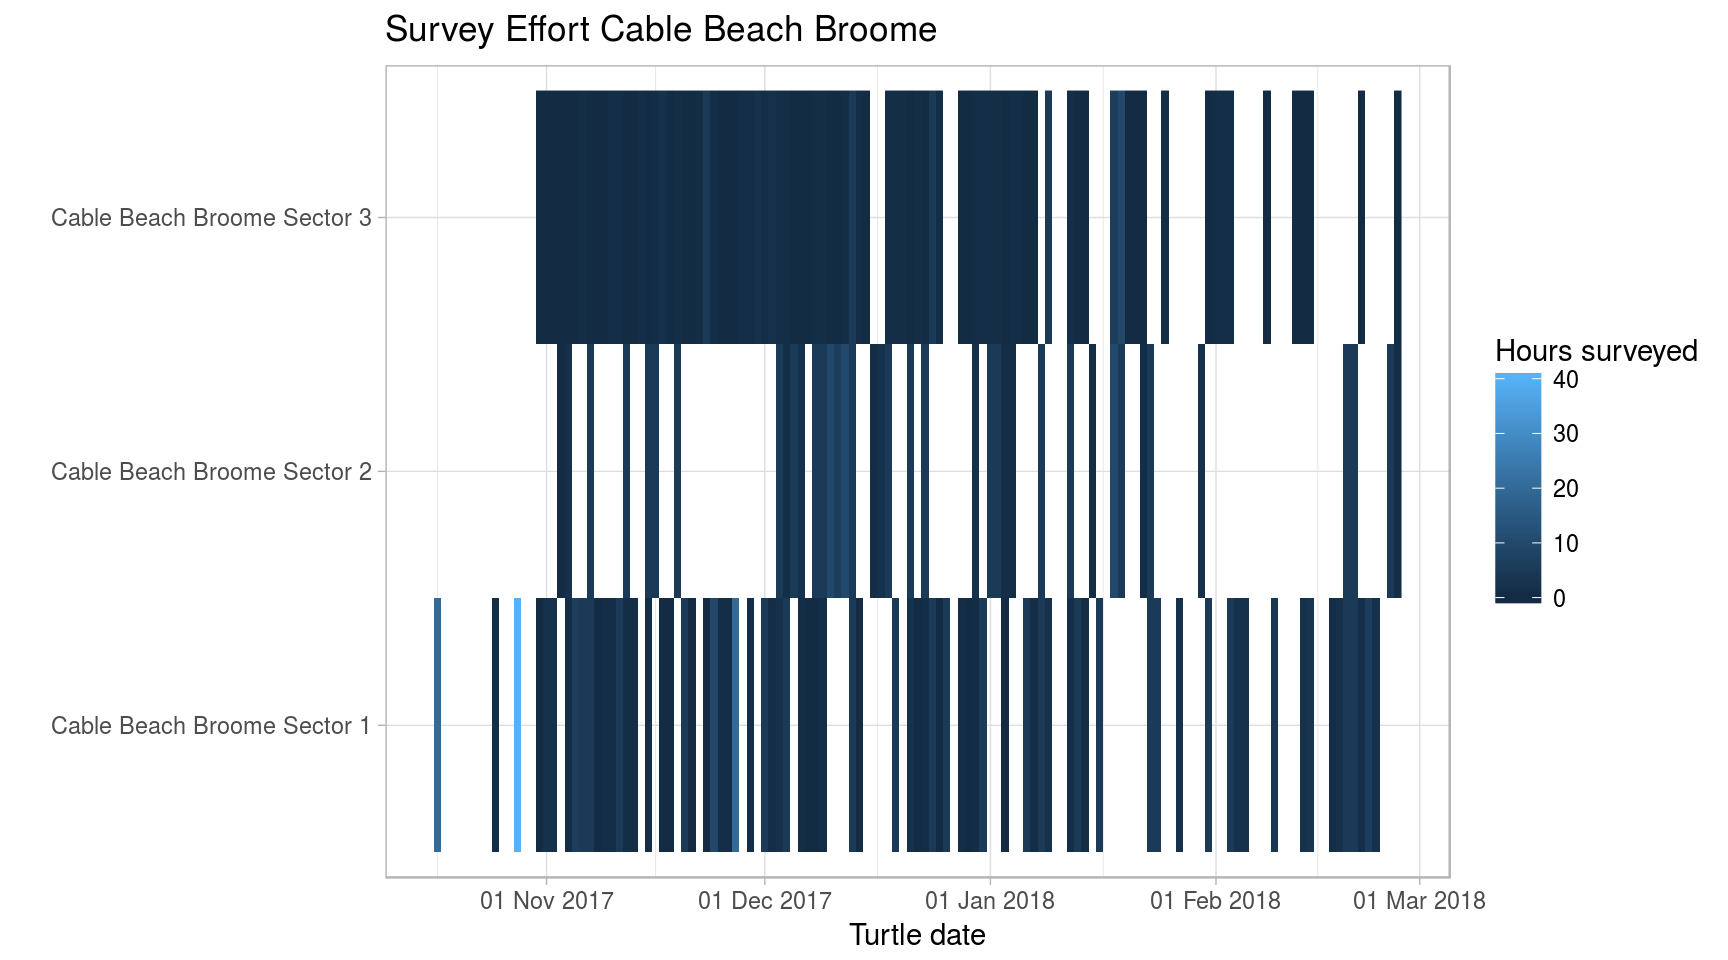 Survey Effort Cable Beach Broome
Cable Beach Broome Sector 3
Cable Beach Broome Sector 2
Cable Beach Broome Sector 1
01 Nov 2017
01 Dec 2017
01 Jan 2018
01 Feb 2018
01 Mar 2018
Turtle date
Hours surveyed
40
30
20
10
0